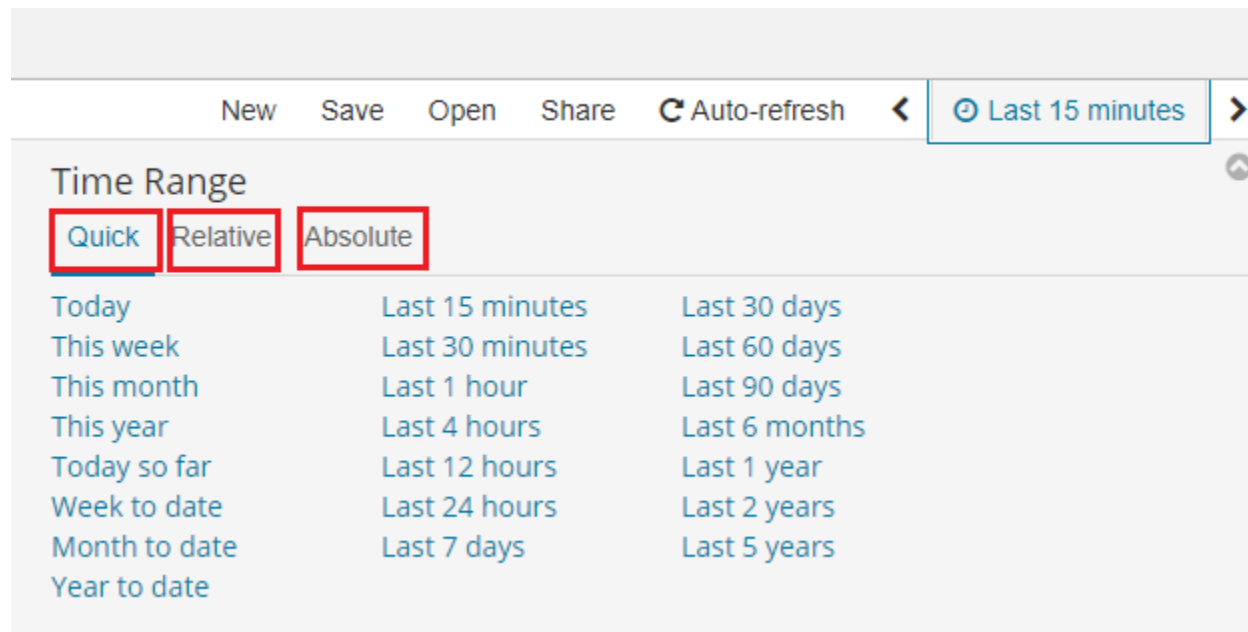 New Save Open Share Auto-refresh Last 15 minutes
Time Range
Quick Relative Absolute
Today Last 15 minutes Last 30 days
This week Last 30 minutes Last 60 days
This month Last 1 hour Last 90 days
This year Last 4 hours Last 6 months
Today so far Last 12 hours Last 1 year
Week to date Last 24 hours Last 2 years
Month to date Last 7 days Last 5 years
Year to date